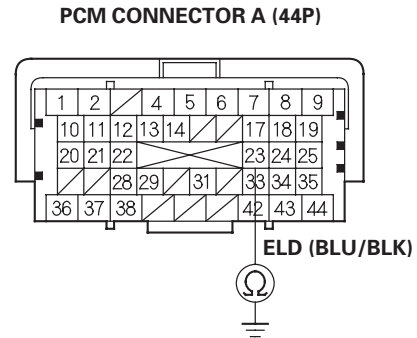 PCM CONNECTOR A (44P)
1 2 4 5 6 7 8 9
10 11 12 13 14 17 18 19
20 21 22 23 24 25
28 29 31 33 34 35
36 37 38 42 43 44
ELD (BLU/BLK)
Ω